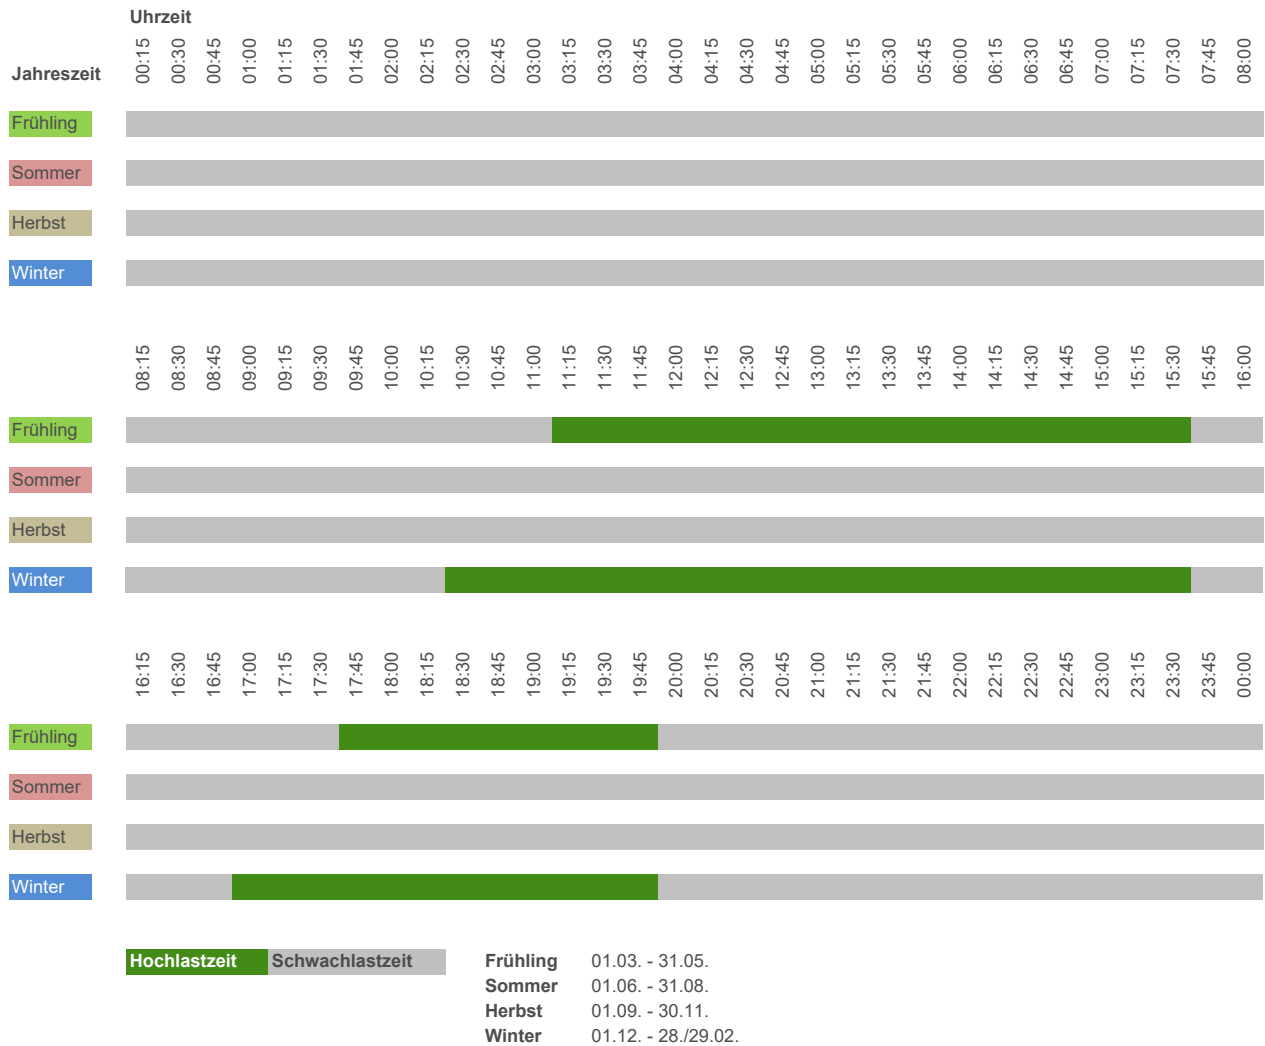 Uhrzeit
Jahreszeit 00:15 00:30 00:45 01:00 01:15 01:30 01:45 02:00 02:15 02:30 02:45 03:00 03:15 03:30 03:45 04:00 04:15 04:30 04:45 05:00 05:15 05:30 05:45 06:00 06:15 06:30 06:45 07:00 07:15 07:30 07:45 08:00
Frühling
Sommer
Herbst
Winter
08:15 08:30 08:45 09:00 09:15 09:30 09:45 10:00 10:15 10:30 10:45 11:00 11:15 11:30 11:45 12:00 12:15 12:30 12:45 13:00 13:15 13:30 13:45 14:00 14:15 14:30 14:45 15:00 15:15 15:30 15:45 16:00
Frühling
Sommer
Herbst
Winter
16:15 16:30 16:45 17:00 17:15 17:30 17:45 18:00 18:15 18:30 18:45 19:00 19:15 19:30 19:45 20:00 20:15 20:30 20:45 21:00 21:15 21:30 21:45 22:00 22:15 22:30 22:45 23:00 23:15 23:30 23:45 00:00
Frühling
Sommer
Herbst
Winter
Hochlastzeit Schwachlastzeit Frühling 01.03. - 31.05.
Sommer 01.06. - 31.08.
Herbst 01.09. - 30.11.
Winter 01.12. - 28./29.02.